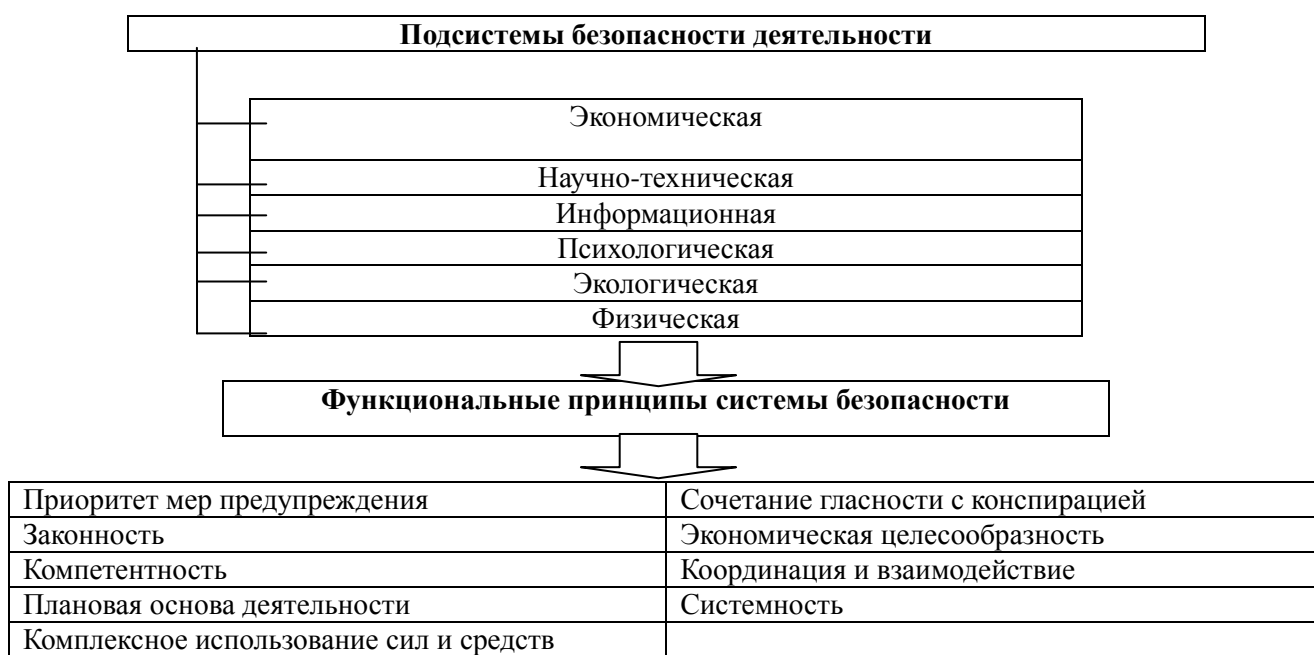 Подсистемы безопасности деятельности
Экономическая
Научно-техническая
Информационная
Психологическая
Экологическая
Физическая
Функциональные принципы системы безопасности
Приоритет мер предупреждения
Сочетание гласности с конспирацией
Законность
Экономическая целесообразность
Компетентность
Координация и взаимодействие
Плановая основа деятельности
Системность
Комплексное использование сил и средств